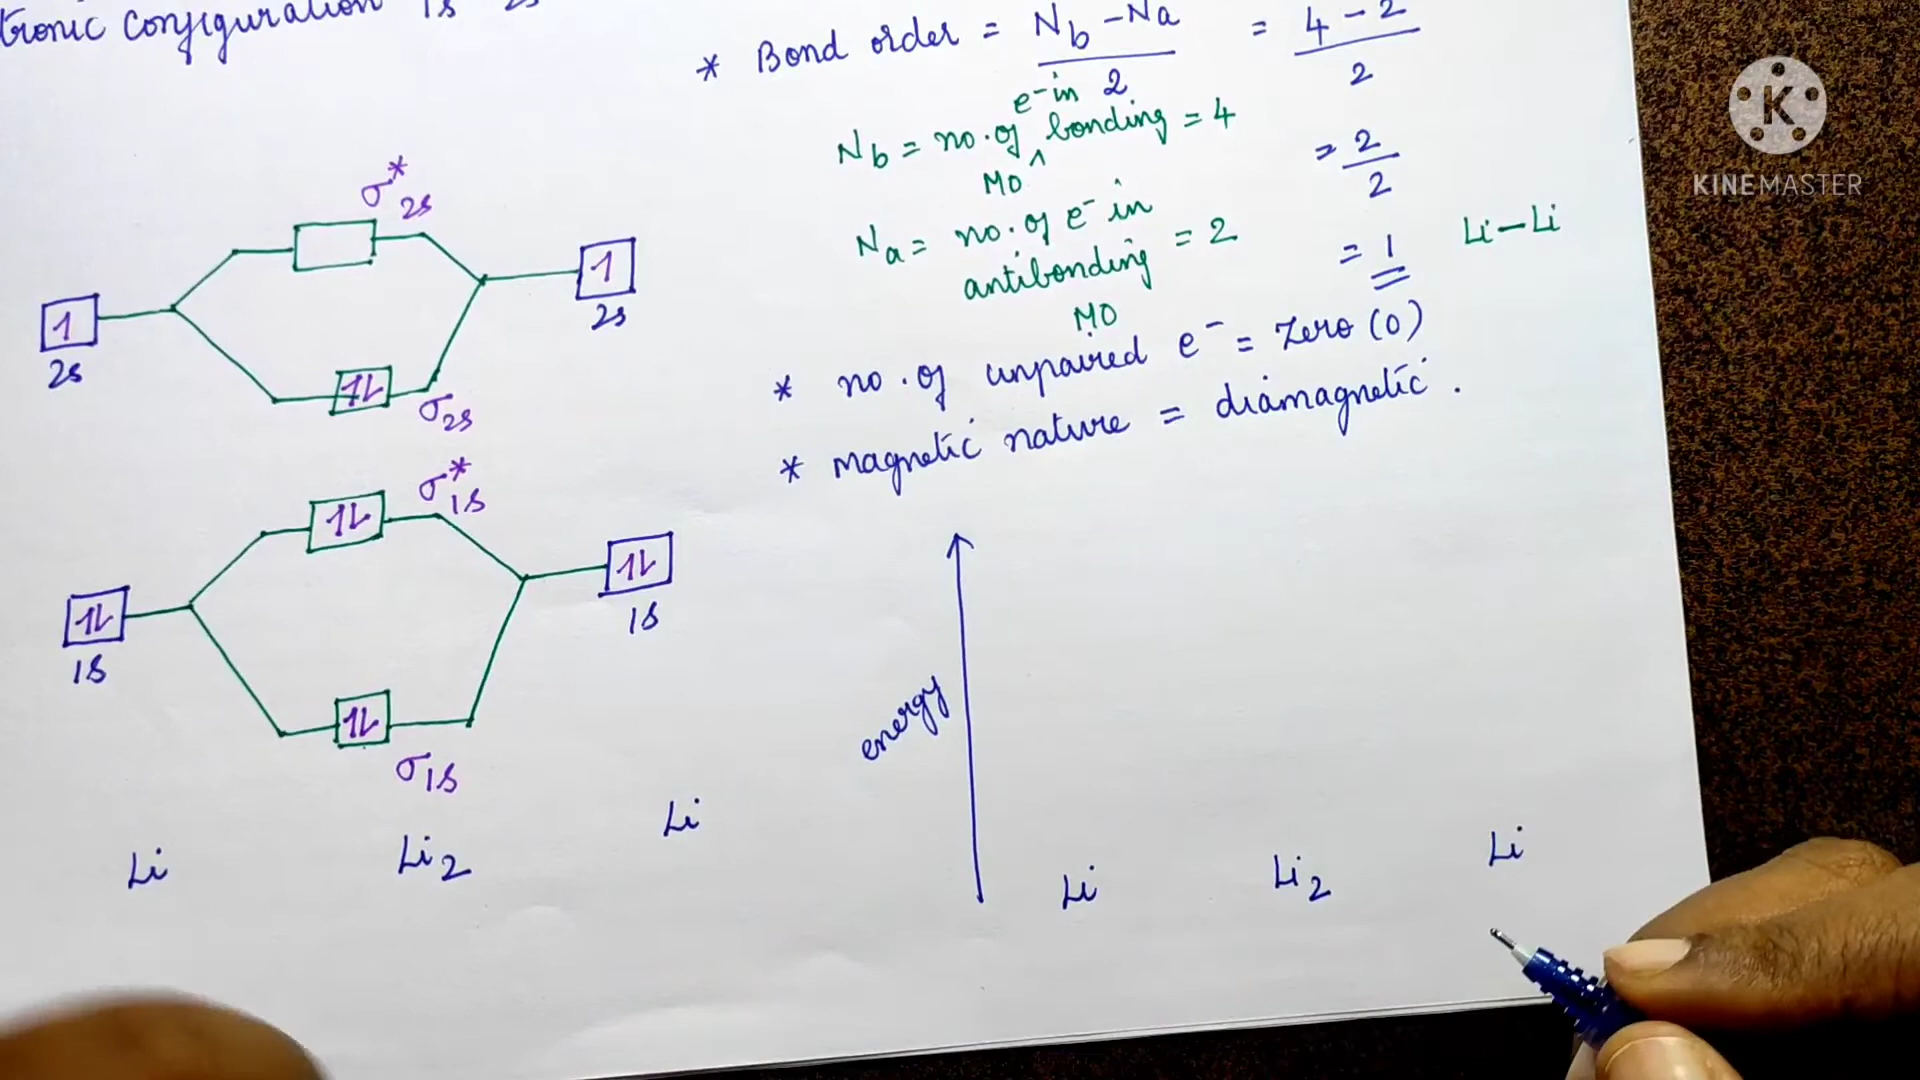 tronic configuration 1s 2s
* Bond order = Nb - Na / 2 = 4 - 2 / 2
Nb = no. of e⁻ in bonding MO = 4
= 2 / 2
Na = no. of e⁻ in antibonding MO = 2
= 1 Li-Li
* no. of unpaired e⁻ = Zero (0)
* magnetic nature = diamagnetic.
σ*2s
1
2s
1
2s
1L
σ2s
σ*1s
1L
1L
1s
1L
1s
1L
σ1s
Li
Li2
Li
energy
Li
Li2
Li
K
KINEMASTER